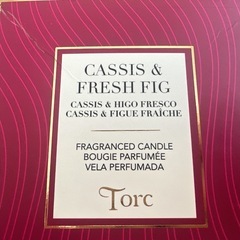 CASSIS &
FRESH FIG
CASSIS & HIGO FRESCO
CASSIS & FIGUE FRAÎCHE
FRAGRANCED CANDLE
BOUGIE PARFUMÉE
VELA PERFUMADA
Torc